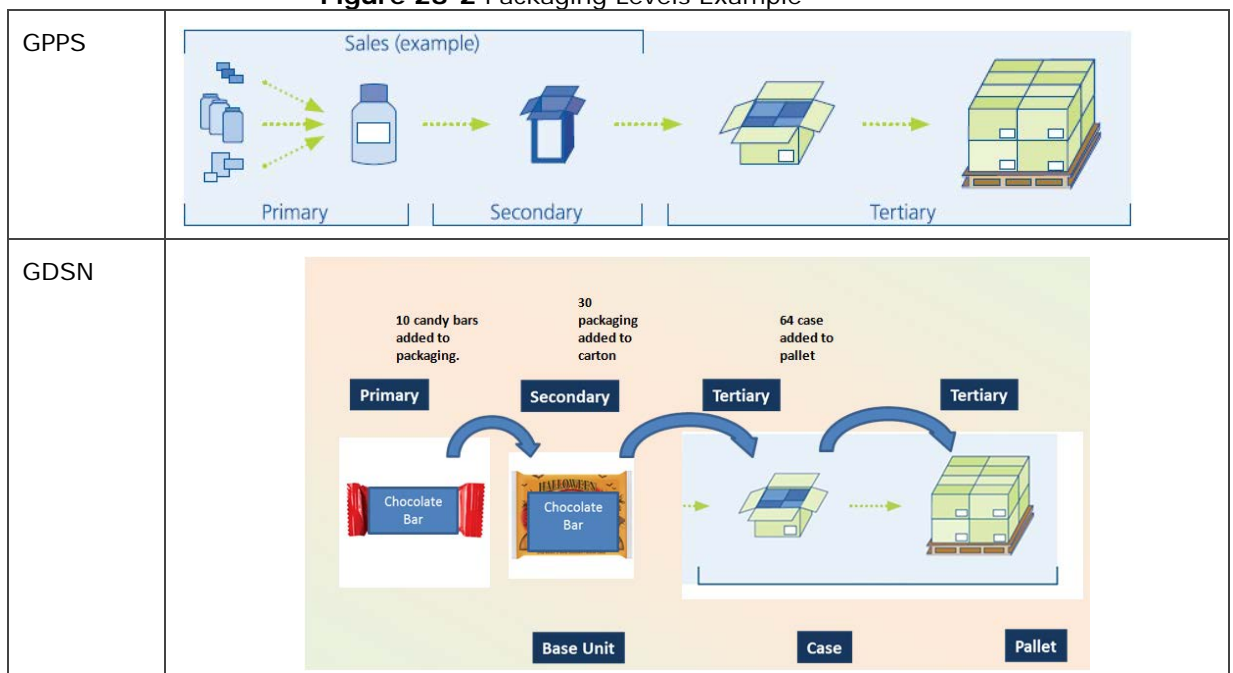 Figure 28-2 Packaging Levels Example
GPPS
Sales (example)
Primary
Secondary
Tertiary
GDSN
10 candy bars
added to
packaging.
30
packaging
added to
carton
64 case
added to
pallet
Primary
Secondary
Tertiary
Tertiary
Chocolate
Bar
HALLOWEEN
Chocolate
Bar
Base Unit
Case
Pallet